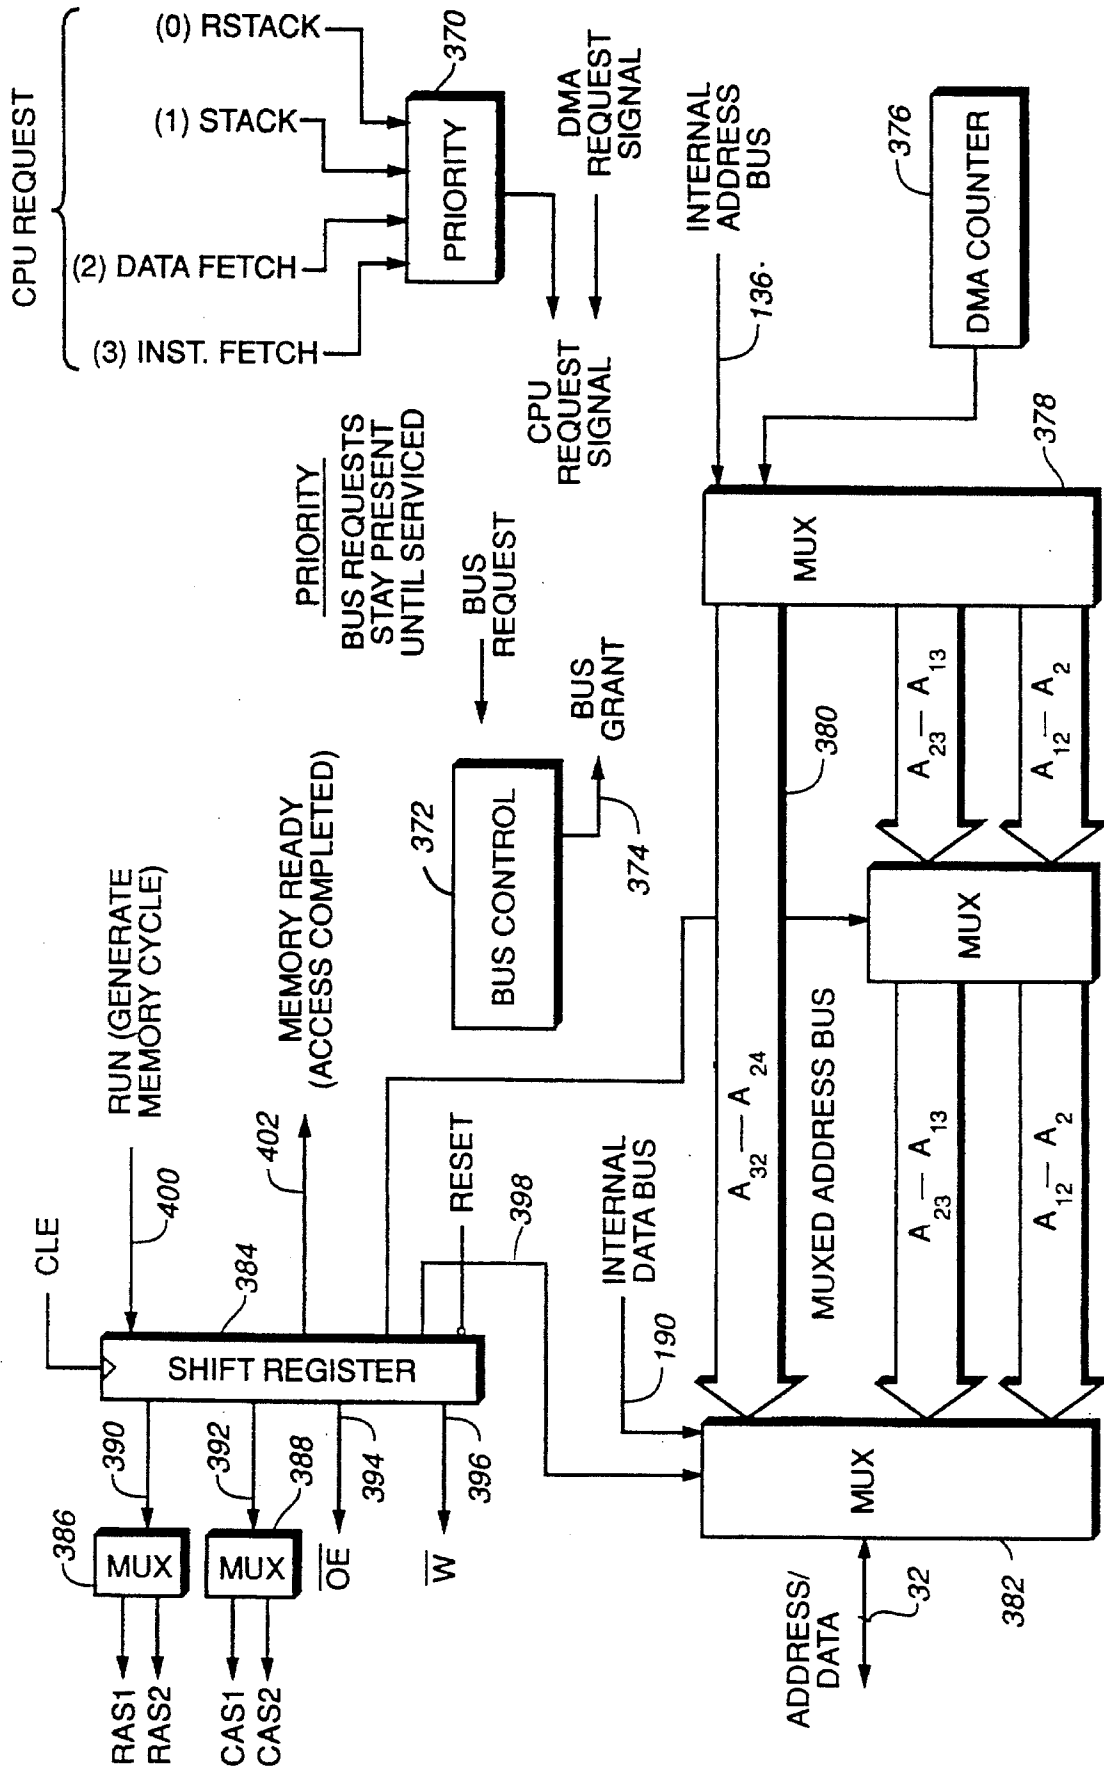 CPU REQUEST
(0) RSTACK
(1) STACK
(2) DATA FETCH
(3) INST. FETCH
370
PRIORITY
CPU
REQUEST
SIGNAL
DMA
REQUEST
SIGNAL
PRIORITY
BUS REQUESTS
STAY PRESENT
UNTIL SERVICED
BUS
REQUEST
372
BUS CONTROL
BUS
GRANT
374
RUN (GENERATE
MEMORY CYCLE)
400
CLE
384
SHIFT REGISTER
MEMORY READY
(ACCESS COMPLETED)
402
RESET
398
390
392
394
396
386
MUX
388
MUX
RAS1
RAS2
CAS1
CAS2
OE
W
INTERNAL
ADDRESS
BUS
136
376
DMA COUNTER
378
MUX
380
A32 — A24
A23 — A13
A12 — A2
MUX
MUXED ADDRESS BUS
A23 — A13
A12 — A2
INTERNAL
DATA BUS
190
MUX
382
ADDRESS/
DATA
32